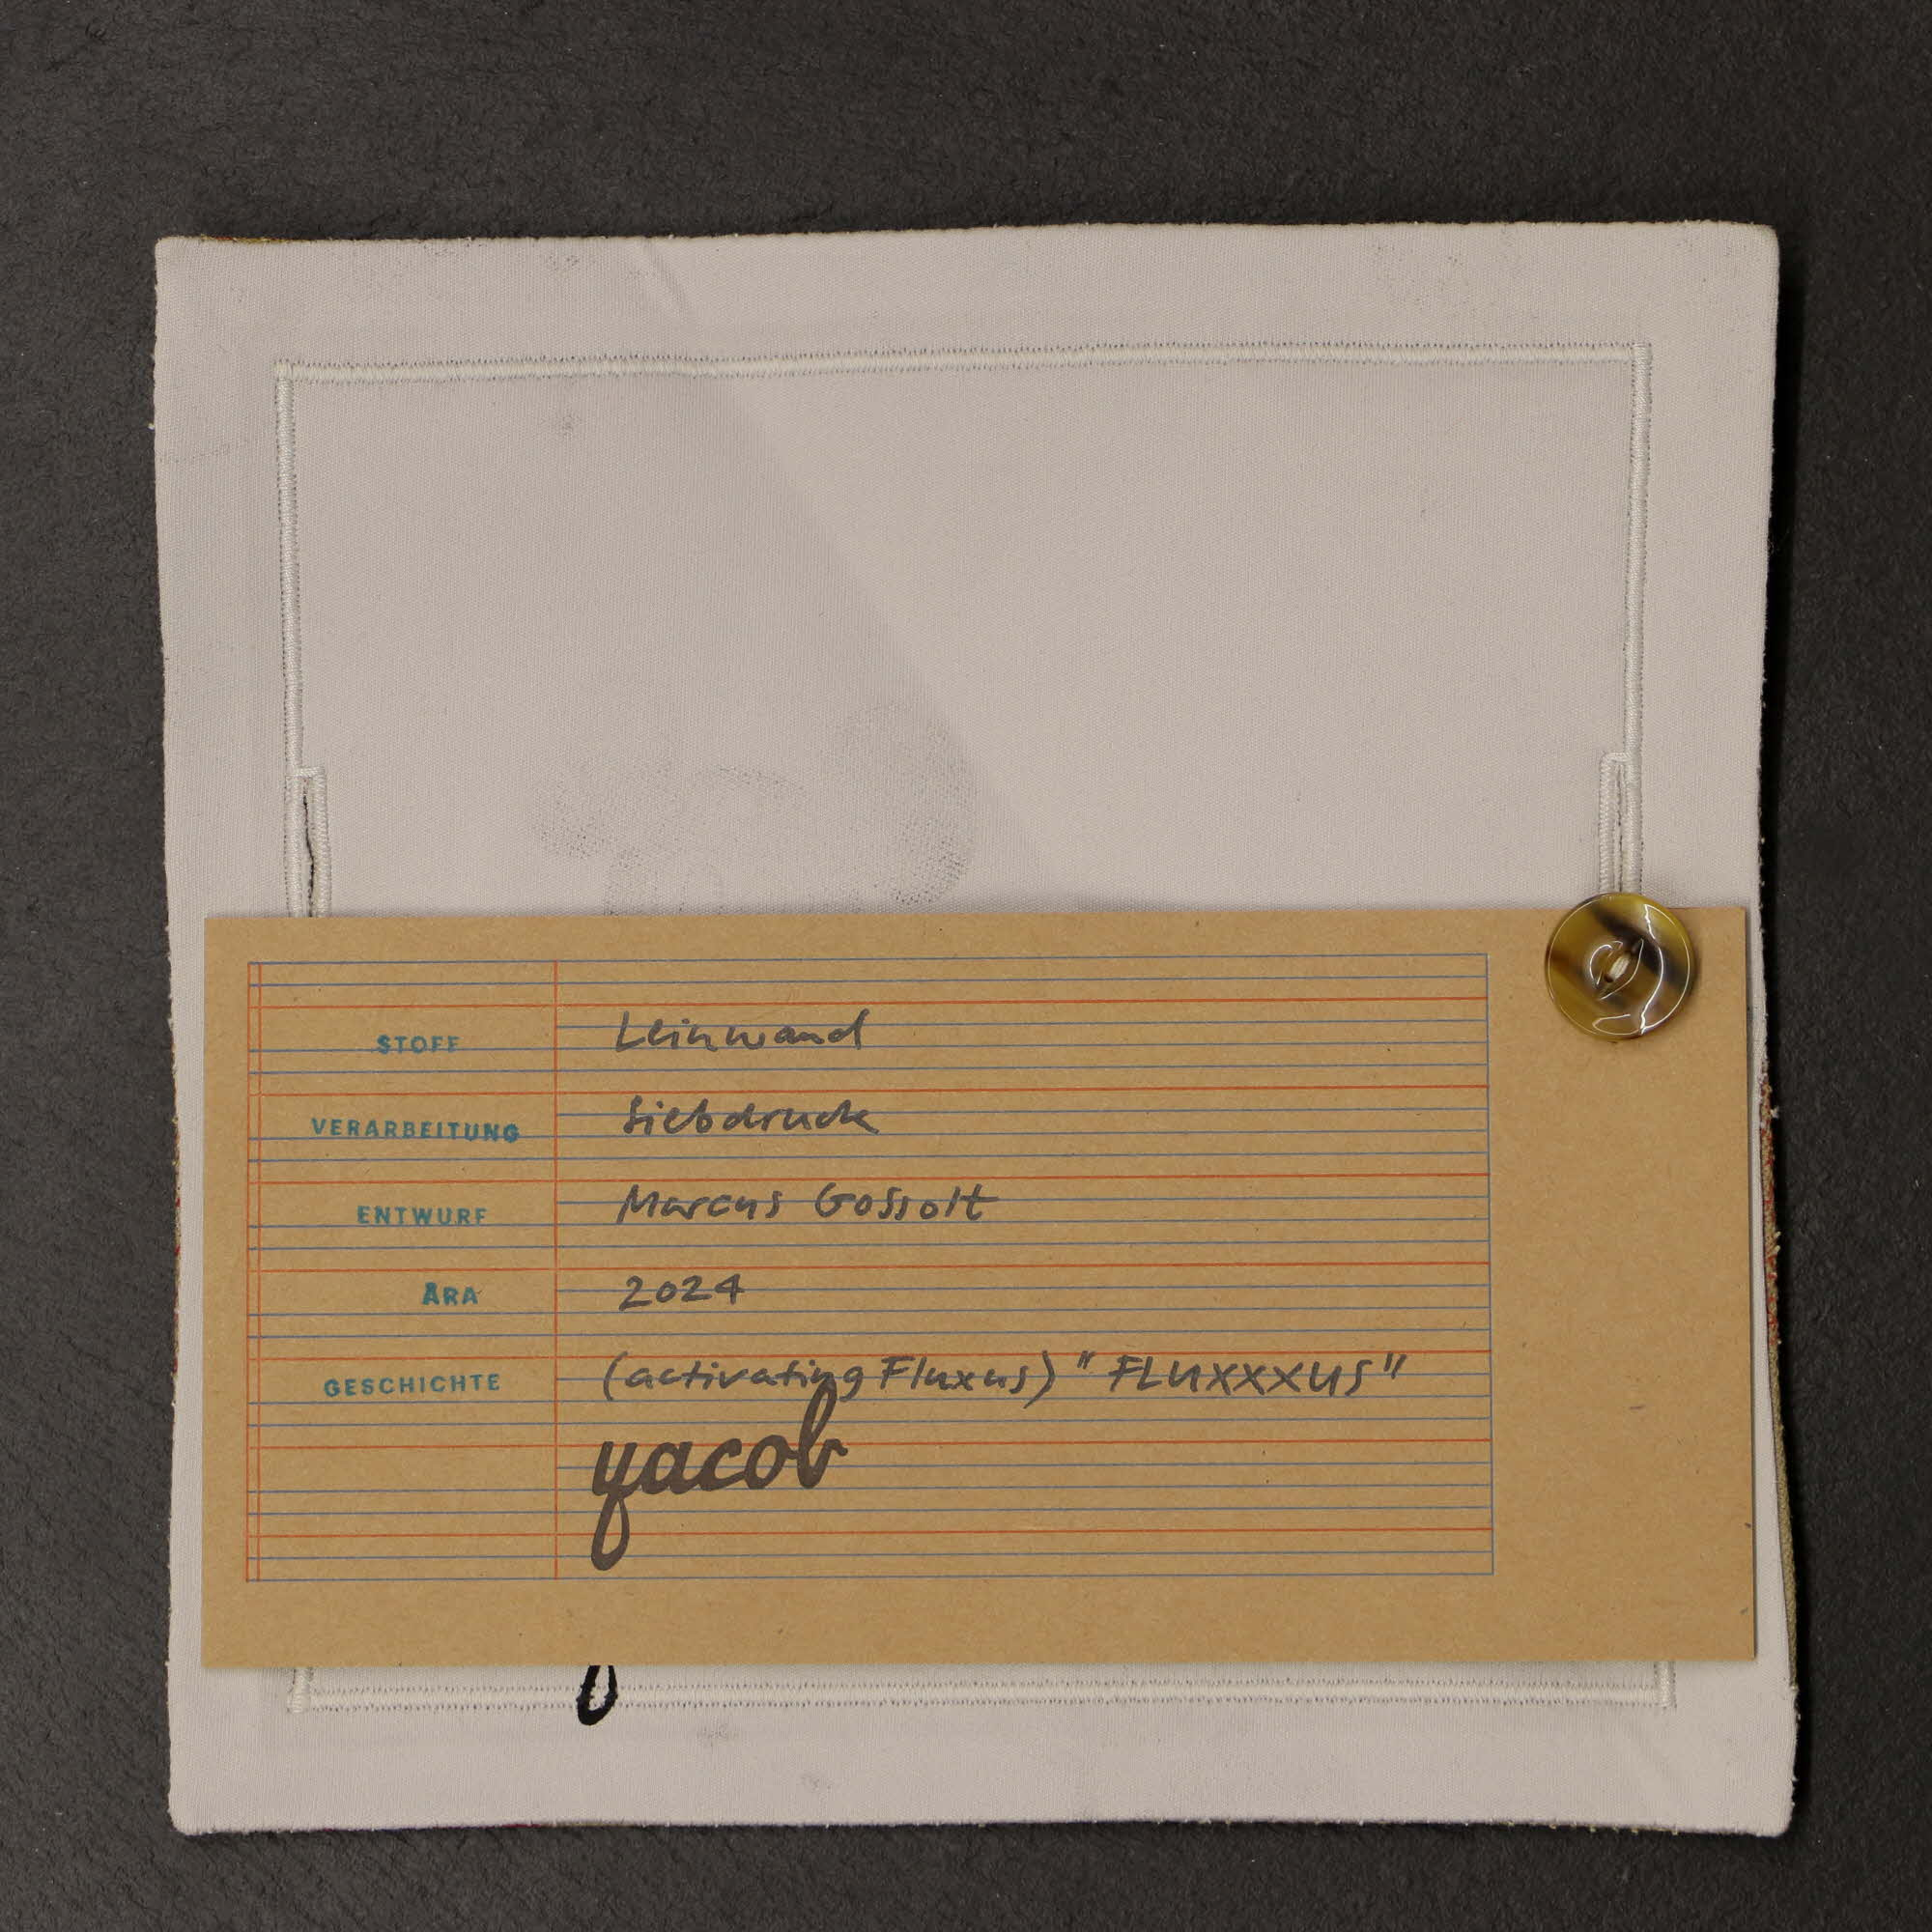 STOFF Leinwand
VERARBEITUNG Siebdruck
ENTWURF Marcus Gossolt
ÄRA 2024
GESCHICHTE (activating Fluxus) "FLUXXXUS"
yacob